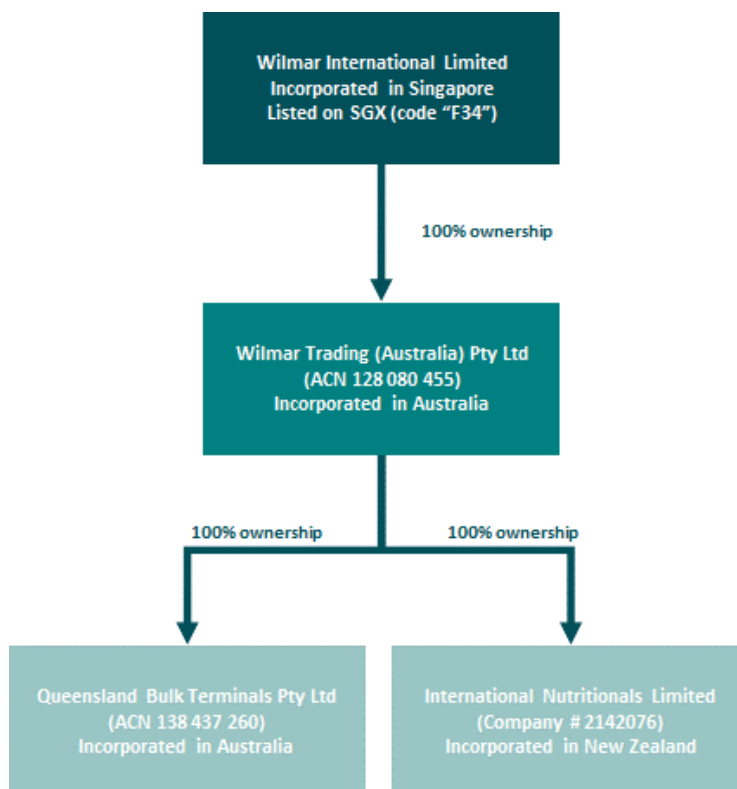 Wilmar International Limited
Incorporated in Singapore
Listed on SGX (code “F34”)
100% ownership
Wilmar Trading (Australia) Pty Ltd
(ACN 128 080 455)
Incorporated in Australia
100% ownership
100% ownership
Queensland Bulk Terminals Pty Ltd
(ACN 138 437 260)
Incorporated in Australia
International Nutritionals Limited
(Company # 2142076)
Incorporated in New Zealand